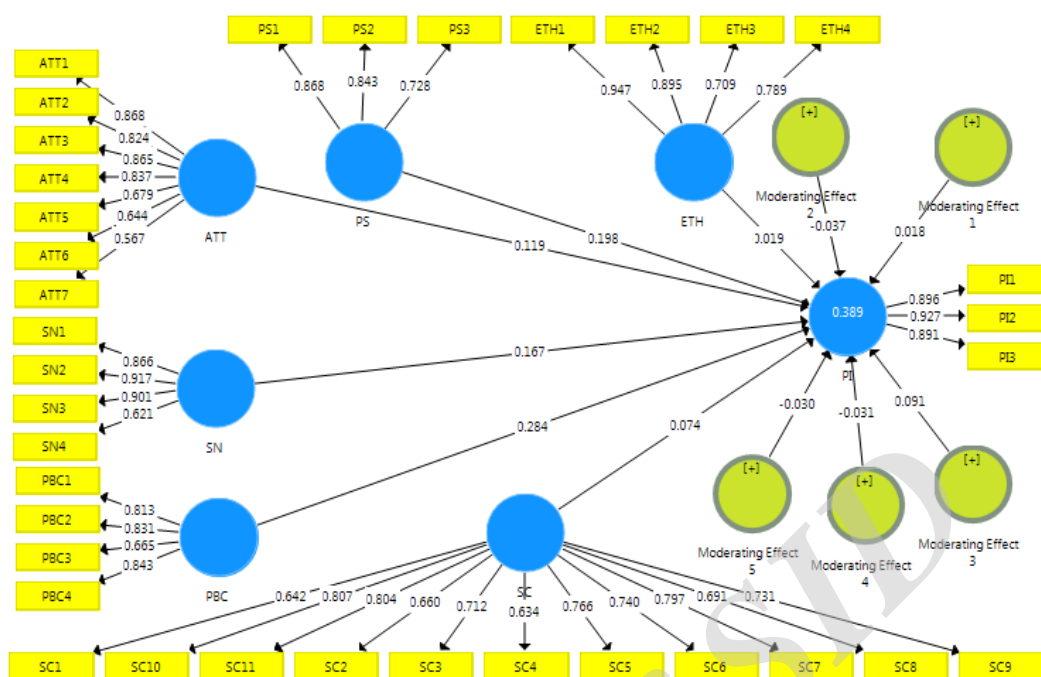 PS1 PS2 PS3 ETH1 ETH2 ETH3 ETH4
ATT1
ATT2
ATT3
ATT4
ATT5
ATT6
ATT7
0.868
0.824
0.865
0.837
0.679
0.644
0.567
ATT
0.868 0.843 0.728
PS
0.947 0.895 0.709 0.789
ETH
[+]
Moderating Effect
2
[+]
Moderating Effect
1
-0.037
0.018
0.119
0.198
0.019
0.389
PI
0.896
0.927
0.891
PI1
PI2
PI3
SN1
SN2
SN3
SN4
0.866
0.917
0.901
0.621
SN
0.167
0.284
0.074
-0.030
-0.031
0.091
[+]
Moderating Effect
5
[+]
Moderating Effect
4
[+]
Moderating Effect
3
PBC1
PBC2
PBC3
PBC4
0.813
0.831
0.665
0.843
PBC
SC
0.642 0.807 0.804 0.660 0.712 0.634 0.766 0.740 0.797 0.691 0.731
SC1 SC10 SC11 SC2 SC3 SC4 SC5 SC6 SC7 SC8 SC9
SID